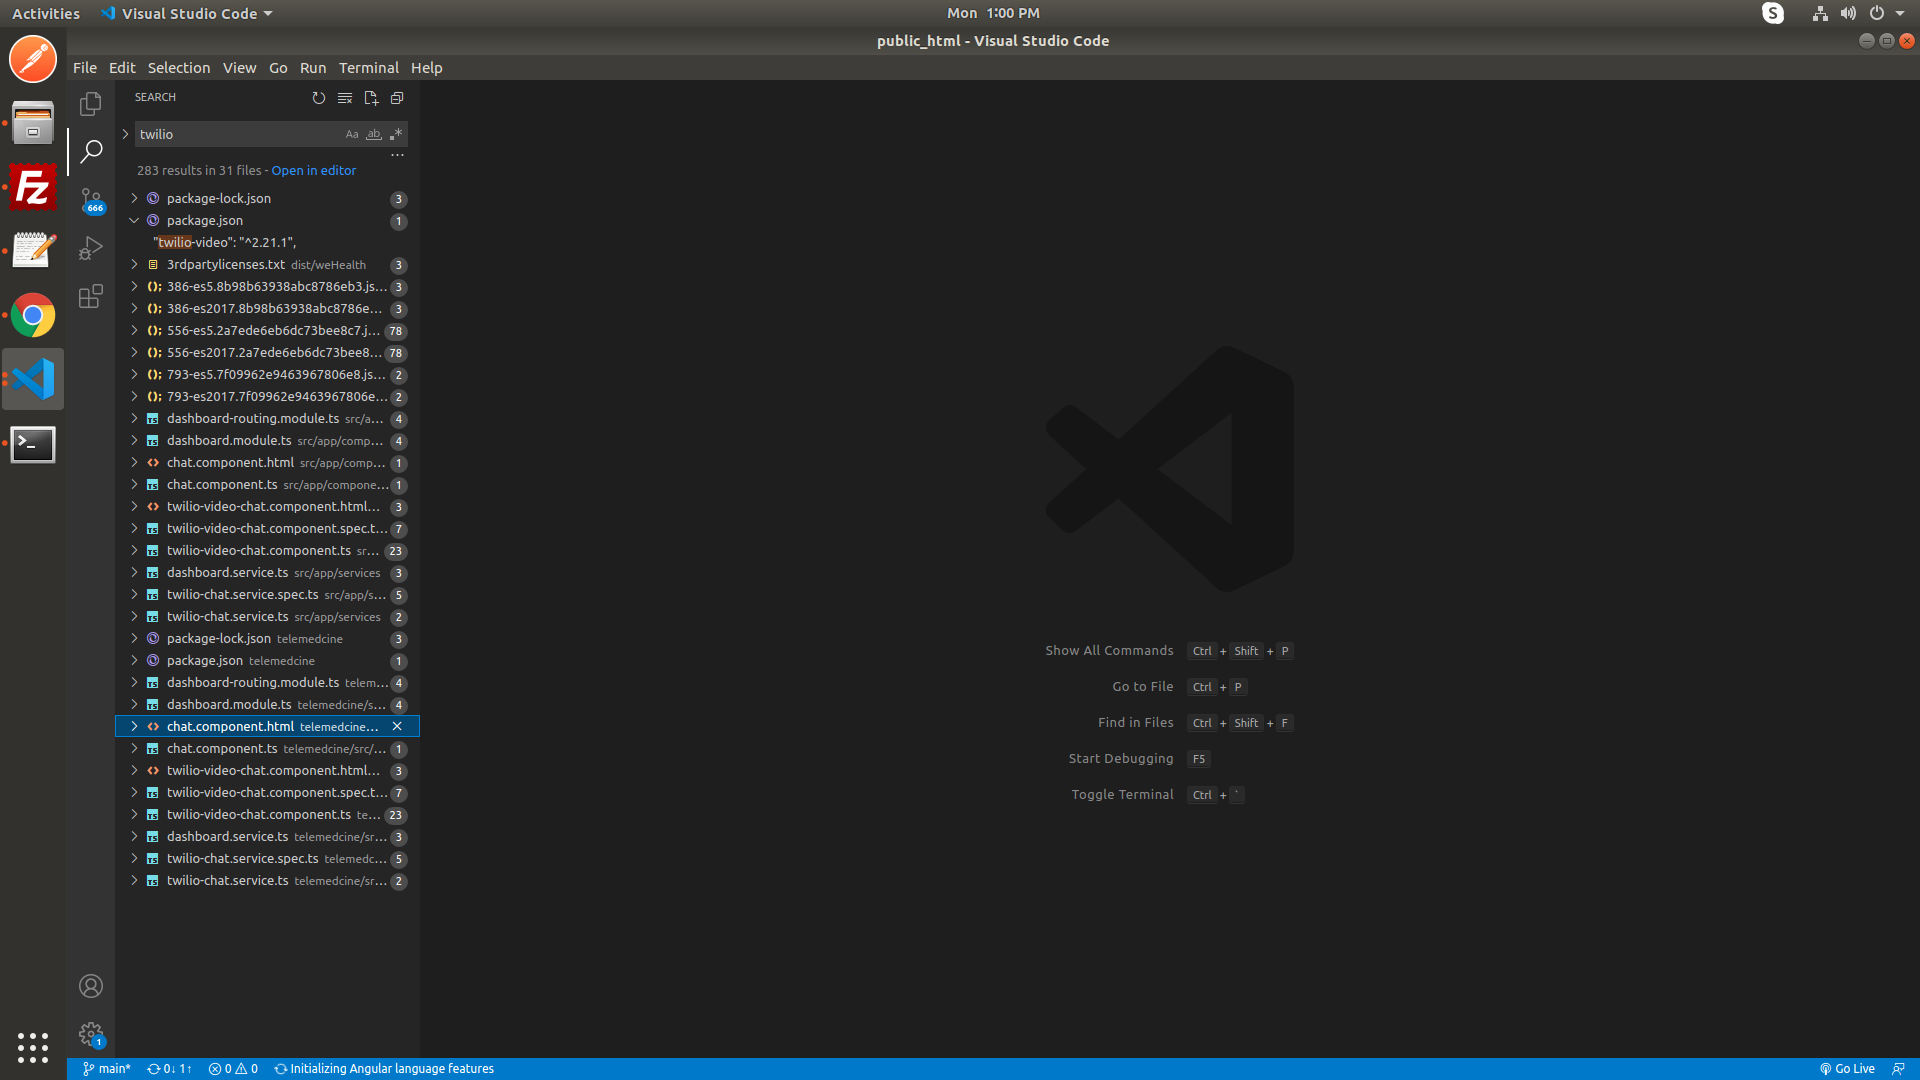 Activities Visual Studio Code Mon 1:00 PM
public_html - Visual Studio Code
File Edit Selection View Go Run Terminal Help
SEARCH
twilio
Aa ab .*
283 results in 31 files - Open in editor
package-lock.json 3
package.json 1
"twilio-video": "^2.21.1",
3rdpartylicenses.txt dist/weHealth 3
386-es5.8b98b63938abc8786eb3.js... 3
386-es2017.8b98b63938abc8786e... 3
556-es5.2a7ede6eb6dc73bee8c7.j... 78
556-es2017.2a7ede6eb6dc73bee8... 78
793-es5.7f09962e9463967806e8.js... 2
793-es2017.7f09962e9463967806e... 2
dashboard-routing.module.ts src/a... 4
dashboard.module.ts src/app/comp... 4
chat.component.html src/app/comp... 1
chat.component.ts src/app/compone... 1
twilio-video-chat.component.html... 3
twilio-video-chat.component.spec.t... 7
twilio-video-chat.component.ts sr... 23
dashboard.service.ts src/app/services 3
twilio-chat.service.spec.ts src/app/s... 5
twilio-chat.service.ts src/app/services 2
package-lock.json telemedcine 3
package.json telemedcine 1
dashboard-routing.module.ts telem... 4
dashboard.module.ts telemedcine/s... 4
chat.component.html telemedcine...
chat.component.ts telemedcine/src/... 1
twilio-video-chat.component.html... 3
twilio-video-chat.component.spec.t... 7
twilio-video-chat.component.ts te... 23
dashboard.service.ts telemedcine/sr... 3
twilio-chat.service.spec.ts telemedc... 5
twilio-chat.service.ts telemedcine/sr... 2
666
Show All Commands Ctrl + Shift + P
Go to File Ctrl + P
Find in Files Ctrl + Shift + F
Start Debugging F5
Toggle Terminal Ctrl + `
1
main* 0↓ 1↑ 0 0 Initializing Angular language features Go Live